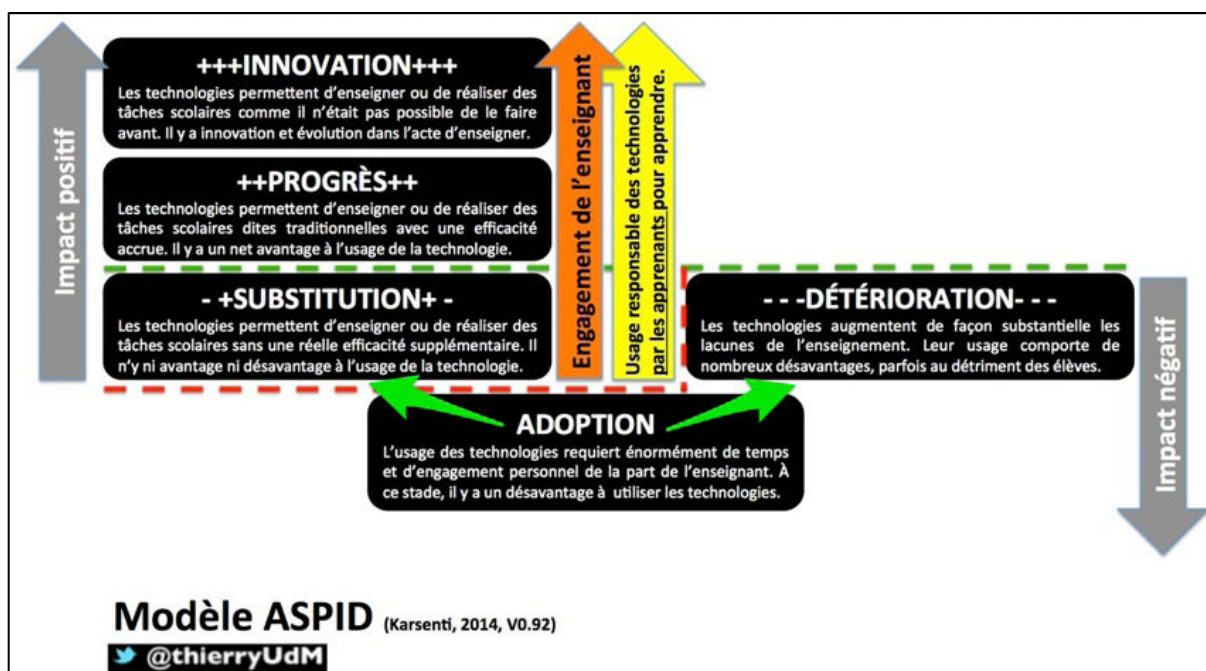 Impact positif
+++INNOVATION+++
Les technologies permettent d'enseigner ou de réaliser des
tâches scolaires comme il n'était pas possible de le faire
avant. Il y a innovation et évolution dans l'acte d'enseigner.
++PROGRÈS++
Les technologies permettent d'enseigner ou de réaliser des
tâches scolaires dites traditionnelles avec une efficacité
accrue. Il y a un net avantage à l'usage de la technologie.
- +SUBSTITUTION+ -
Les technologies permettent d'enseigner ou de réaliser des
tâches scolaires sans une réelle efficacité supplémentaire. Il
n'y ni avantage ni désavantage à l'usage de la technologie.
Engagement de l'enseignant
Usage responsable des technologies
par les apprenants pour apprendre.
- - -DÉTÉRIORATION- - -
Les technologies augmentent de façon substantielle les
lacunes de l'enseignement. Leur usage comporte de
nombreux désavantages, parfois au détriment des élèves.
Impact négatif
ADOPTION
L'usage des technologies requiert énormément de temps
et d'engagement personnel de la part de l'enseignant. À
ce stade, il y a un désavantage à utiliser les technologies.
Modèle ASPID (Karsenti, 2014, V0.92)
@thierryUdM